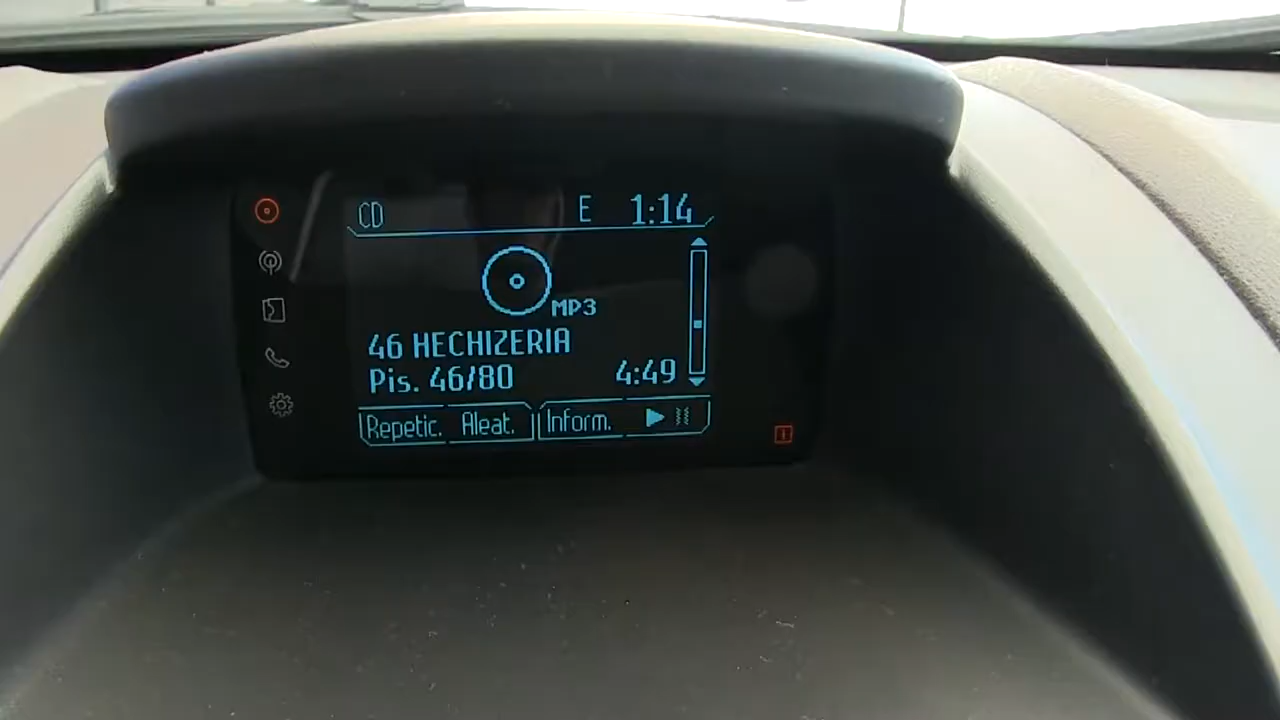 CD E 1:14
MP3
46 HECHIZERIA
Pis. 46/80 4:49
Repetic. Aleat. Inform.